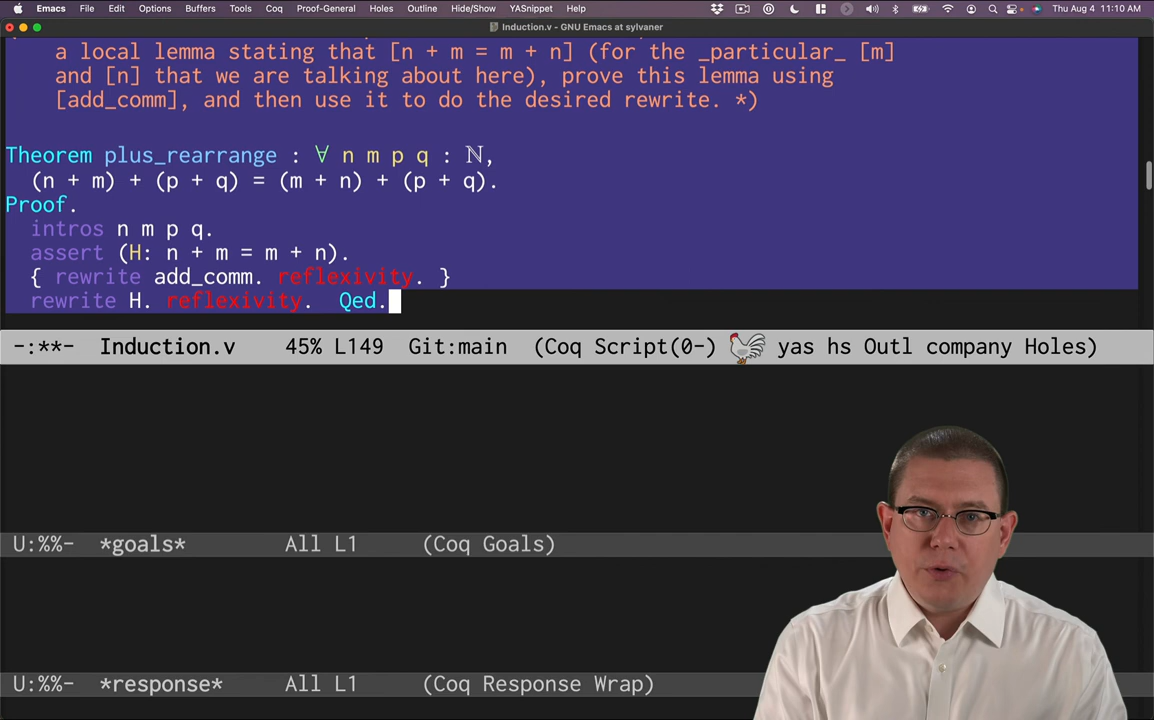 Emacs File Edit Options Buffers Tools Coq Proof-General Holes Outline Hide/Show YASnippet Help Thu Aug 4 11:10 AM
Induction.v - GNU Emacs at sylvaner
a local lemma stating that [n + m = m + n] (for the _particular_ [m]
and [n] that we are talking about here), prove this lemma using
[add_comm], and then use it to do the desired rewrite. *)
Theorem plus_rearrange : ∀ n m p q : ℕ,
(n + m) + (p + q) = (m + n) + (p + q).
Proof.
intros n m p q.
assert (H: n + m = m + n).
{ rewrite add_comm. reflexivity. }
rewrite H. reflexivity. Qed.
-:**- Induction.v 45% L149 Git:main (Coq Script(0-) yas hs Outl company Holes)
U:%%- *goals* All L1 (Coq Goals)
U:%%- *response* All L1 (Coq Response Wrap)